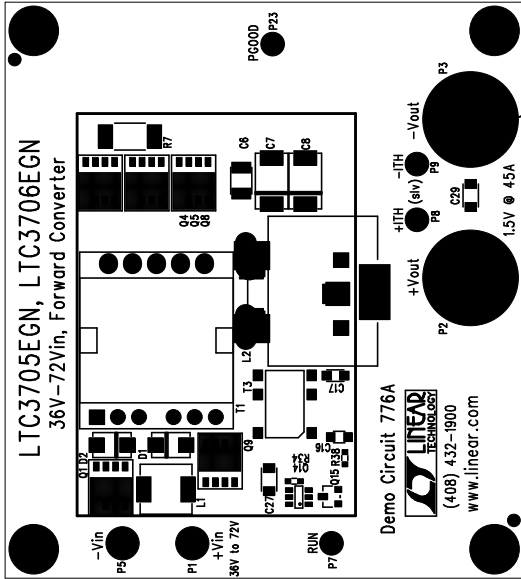 LTC3705EGN, LTC3706EGN
36V-72Vin, Forward Converter
P23
PGOOD
R7
C6
C7
C8
Q4
Q5
Q8
P3
-Vout
-ITH
P9
(slv)
+ITH
P8
C29
1.5V @ 45A
+Vout
P2
L2
T1
T3
C17
C16
R38
Q15
R34
Q14
C27
Q9
D1
Q1
D2
L1
-Vin
P5
P1
+Vin
36V to 72V
RUN
P7
Demo Circuit 776A
LINEAR
TECHNOLOGY
(408) 432-1900
www.linear.com